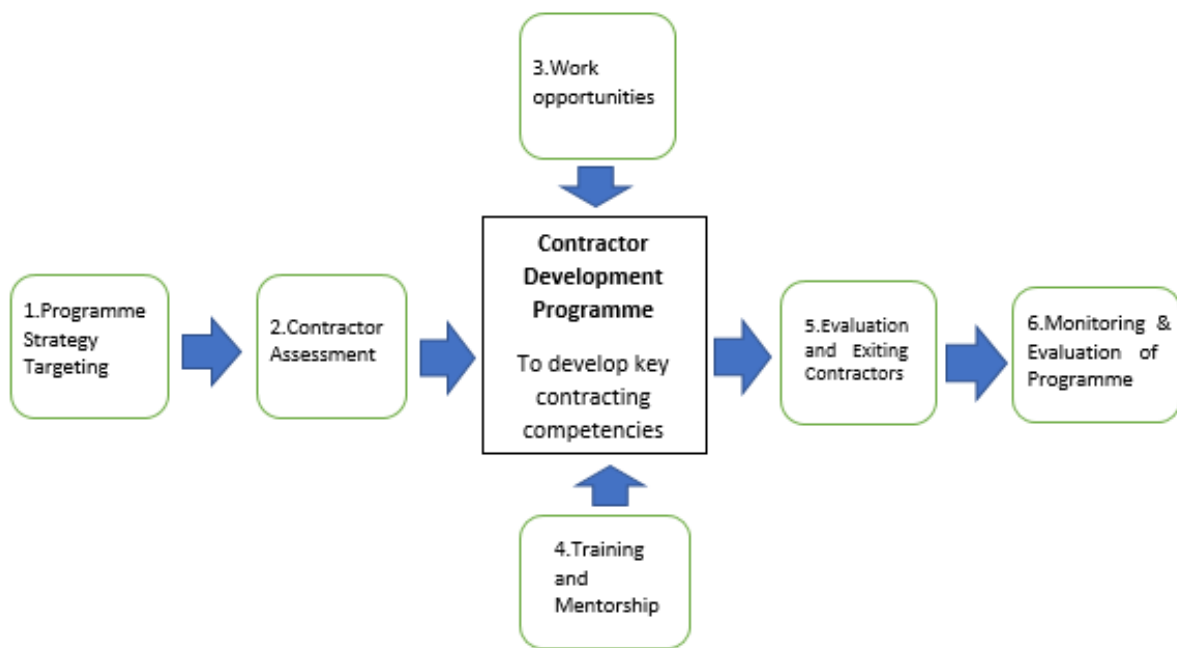 3.Work
opportunities
1.Programme
Strategy
Targeting
2.Contractor
Assessment
Contractor
Development
Programme
To develop key
contracting
competencies
5.Evaluation
and Exiting
Contractors
6.Monitoring &
Evaluation of
Programme
4.Training
and
Mentorship